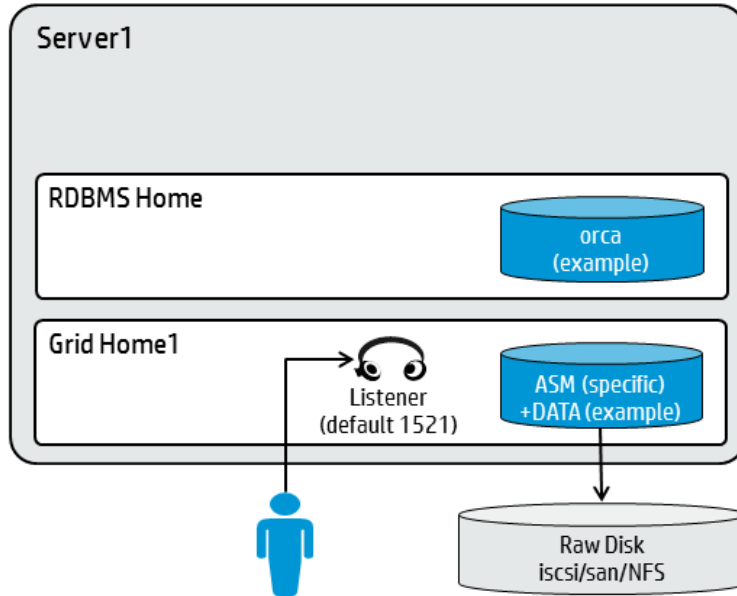 Server1
RDBMS Home
orca
(example)
Grid Home1
Listener
(default 1521)
ASM (specific)
+DATA (example)
Raw Disk
iscsi/san/NFS